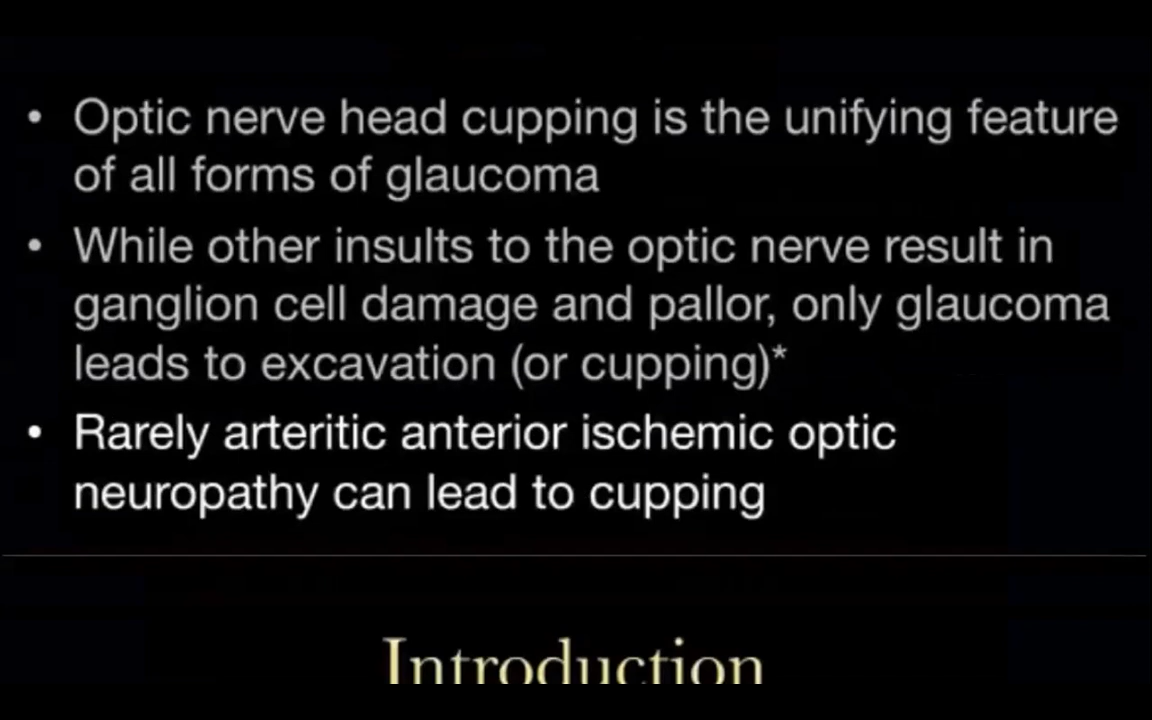 • Optic nerve head cupping is the unifying feature
of all forms of glaucoma
• While other insults to the optic nerve result in
ganglion cell damage and pallor, only glaucoma
leads to excavation (or cupping)*
• Rarely arteritic anterior ischemic optic
neuropathy can lead to cupping
Introduction